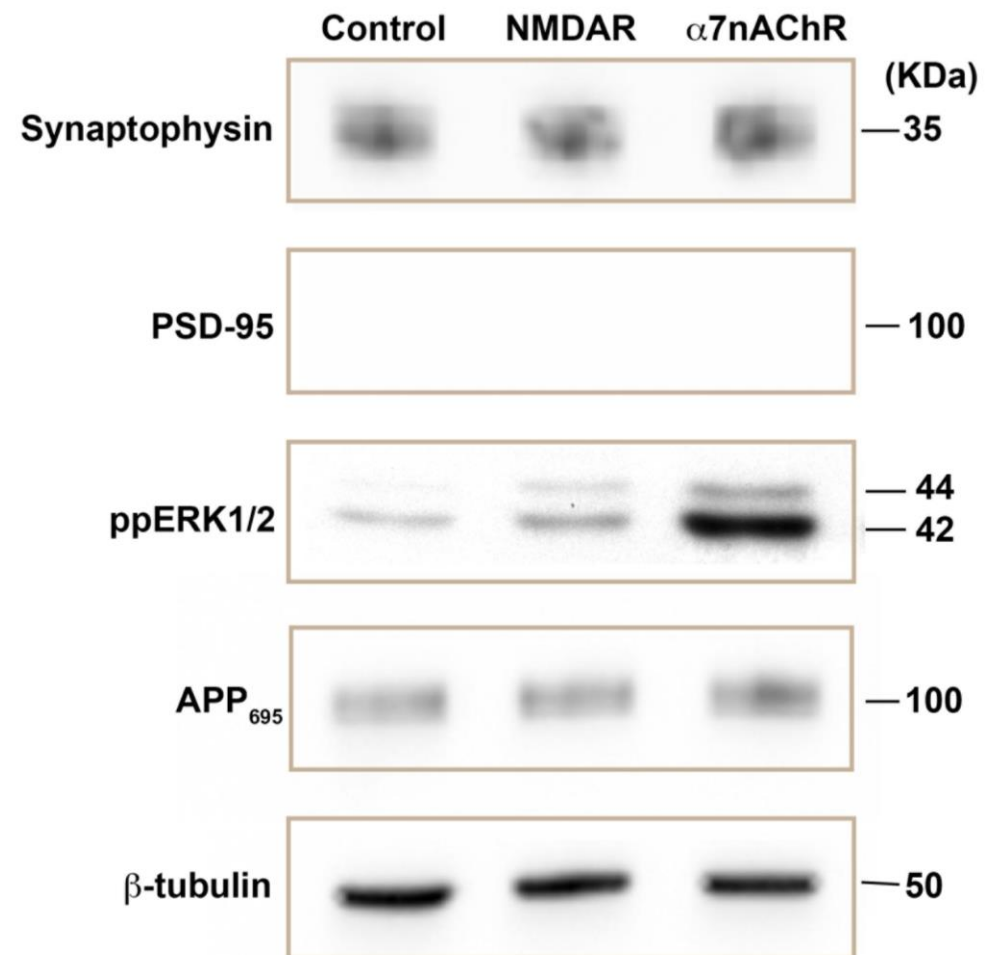 Control NMDAR α7nAChR
(KDa)
Synaptophysin 35
PSD-95 100
44
ppERK1/2 42
APP695 100
β-tubulin 50